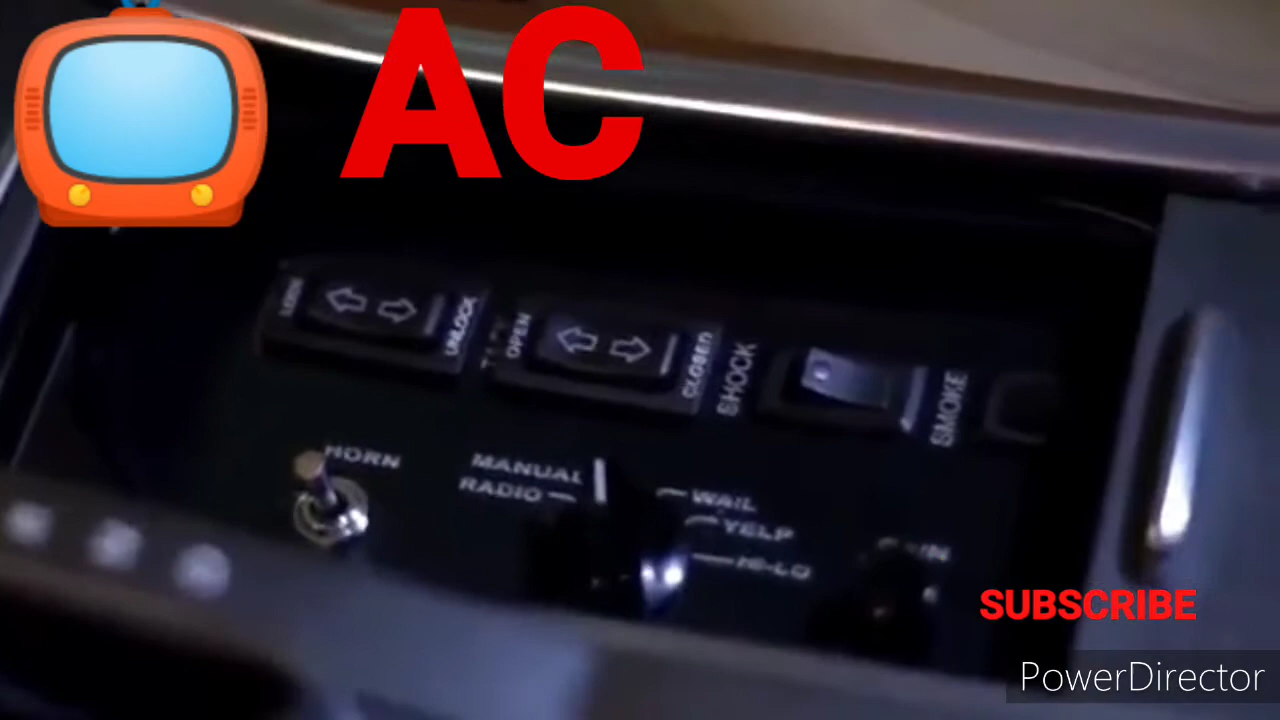 AC
LOCK
UNLOCK
OPEN
CLOSED
SHOCK
SMOKE
HORN
MANUAL
RADIO
WAIL
YELP
HI-LO
SUBSCRIBE
PowerDirector